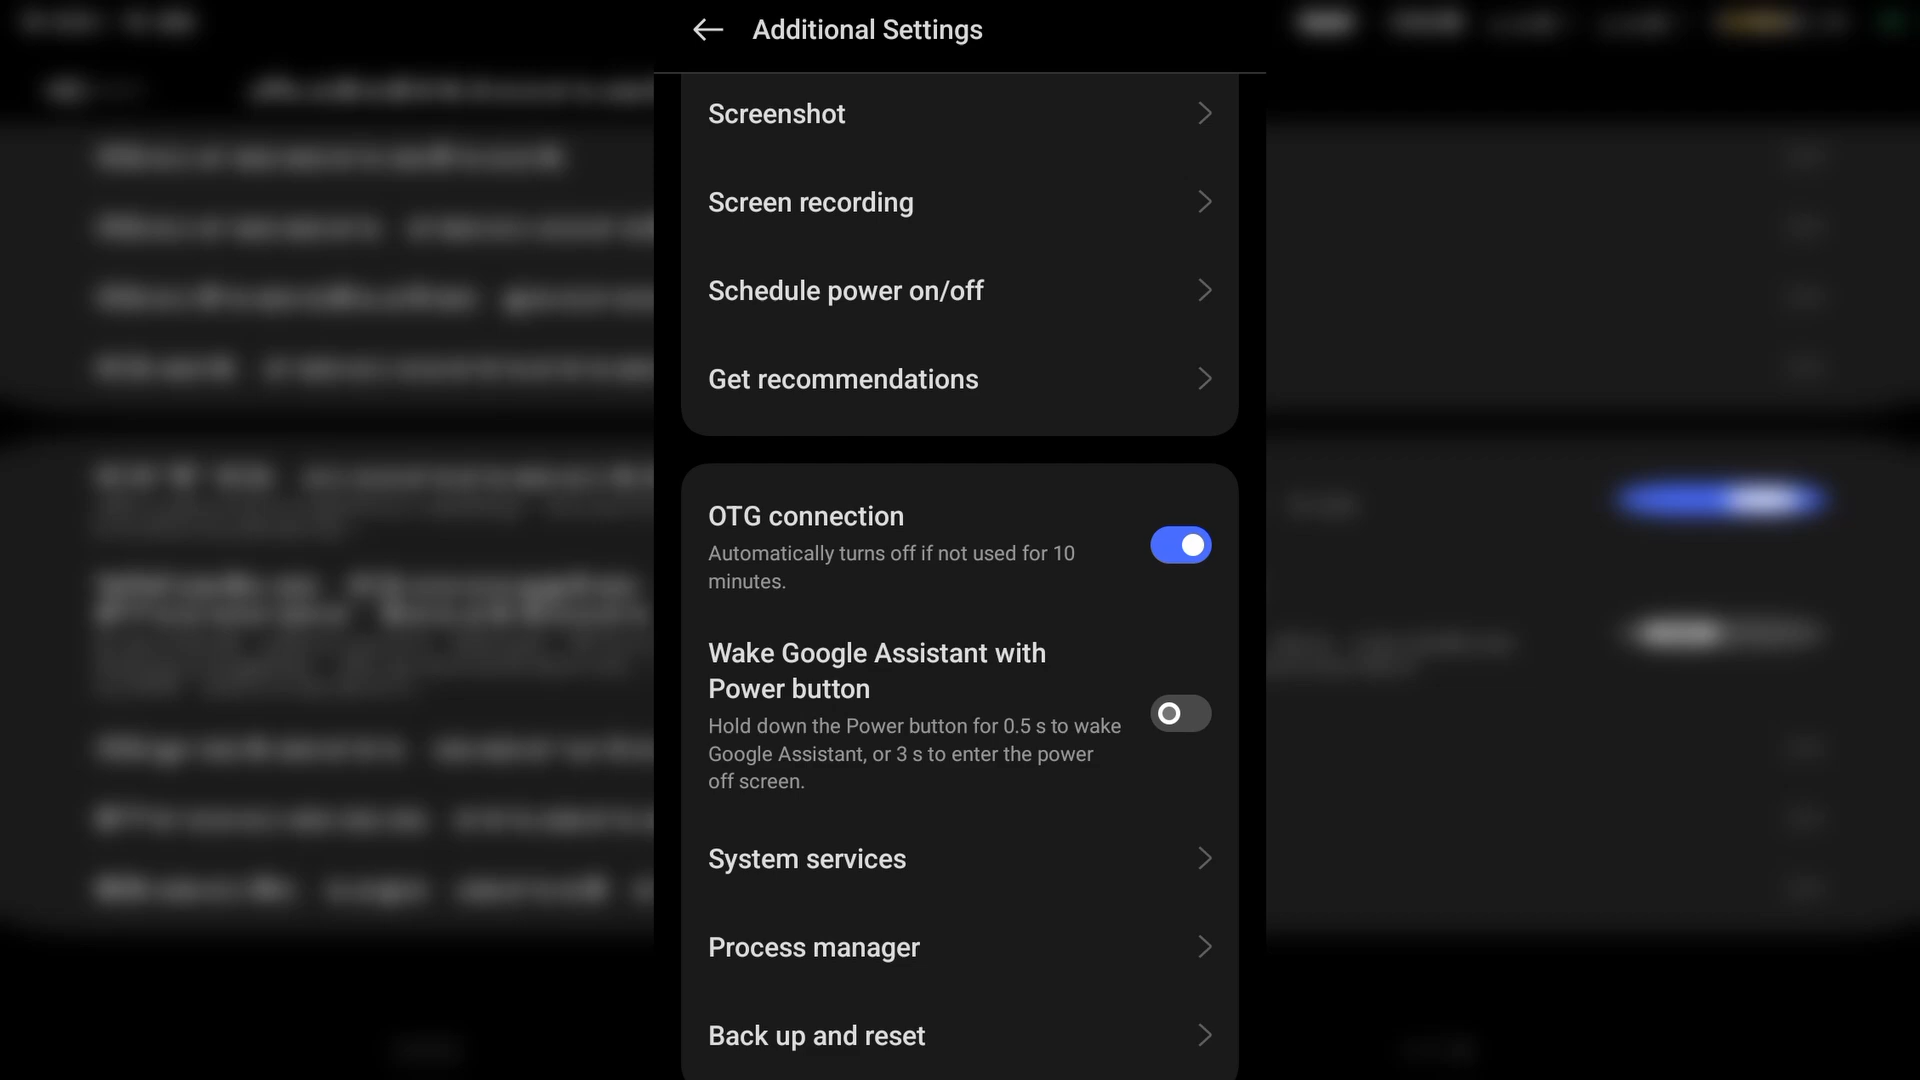 Additional Settings
Screenshot
Screen recording
Schedule power on/off
Get recommendations
OTG connection
Automatically turns off if not used for 10
minutes.
Wake Google Assistant with
Power button
Hold down the Power button for 0.5 s to wake
Google Assistant, or 3 s to enter the power
off screen.
System services
Process manager
Back up and reset